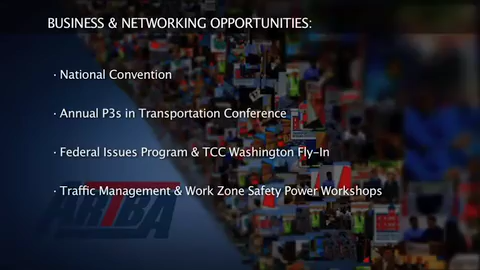 BUSINESS & NETWORKING OPPORTUNITIES:
· National Convention
· Annual P3s in Transportation Conference
· Federal Issues Program & TCC Washington Fly-In
· Traffic Management & Work Zone Safety Power Workshops
ARTBA